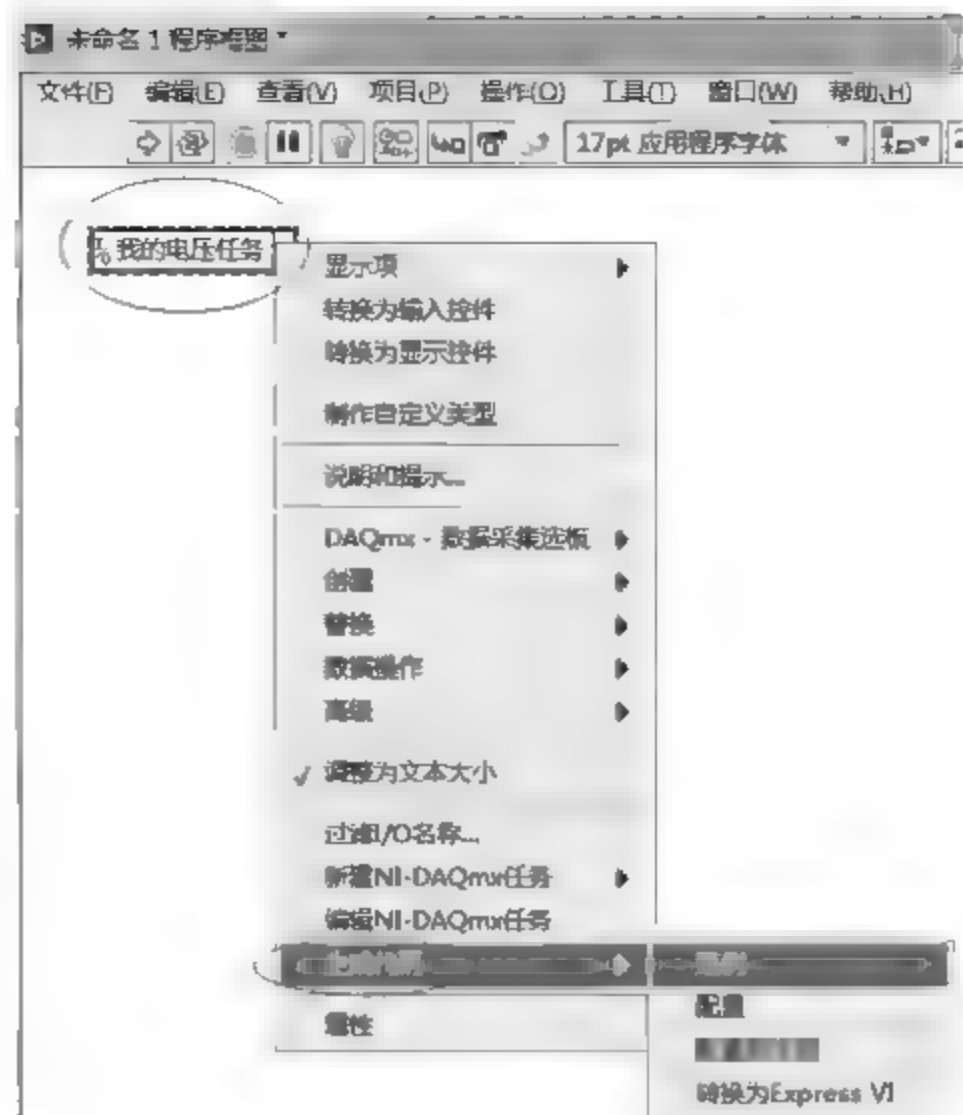 未命名 1 程序框图 *
文件(F) 编辑(E) 查看(V) 项目(P) 操作(O) 工具(T) 窗口(W) 帮助(H)
17pt 应用程序字体
我的电压任务
显示项
转换为输入控件
转换为显示控件
制作自定义类型
说明和提示...
DAQmx - 数据采集选板
创建
替换
数据操作
高级
✓ 调整为文本大小
过滤I/O名称...
新建NI-DAQmx任务
编辑NI-DAQmx任务
属性
配置
转换为Express VI